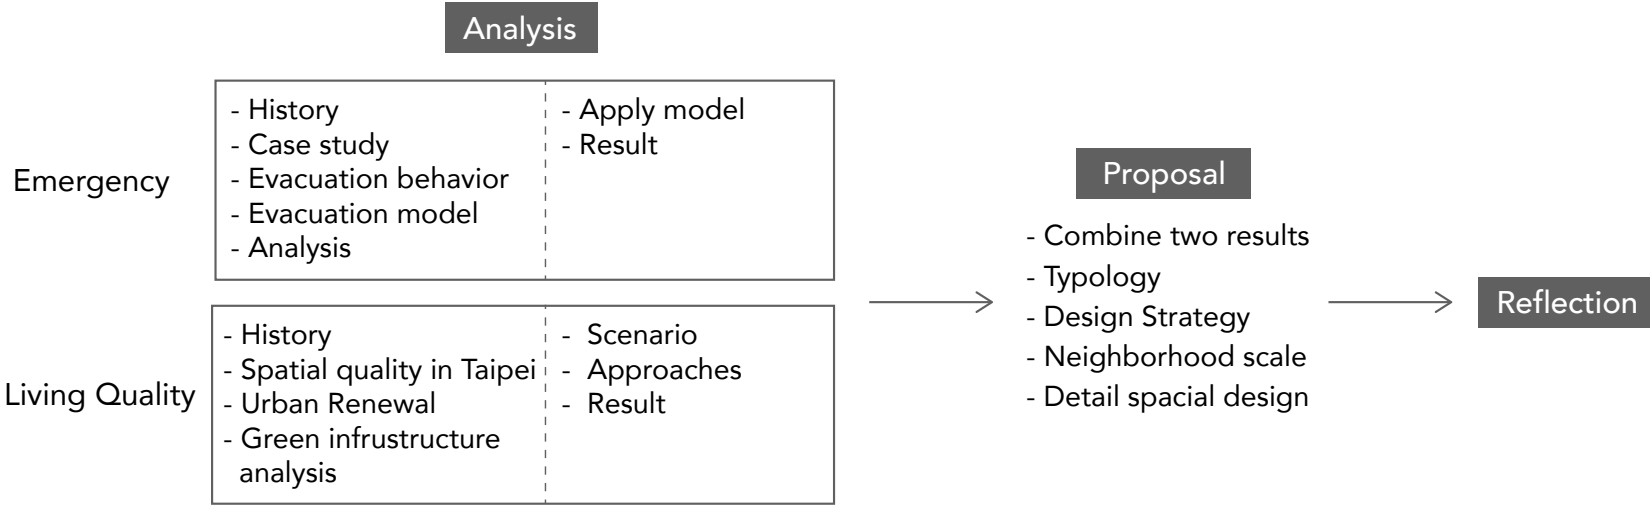 Analysis
Emergency
- History
- Case study
- Evacuation behavior
- Evacuation model
- Analysis
- Apply model
- Result
Living Quality
- History
- Spatial quality in Taipei
- Urban Renewal
- Green infrustructure
analysis
- Scenario
- Approaches
- Result
Proposal
- Combine two results
- Typology
- Design Strategy
- Neighborhood scale
- Detail spacial design
Reflection